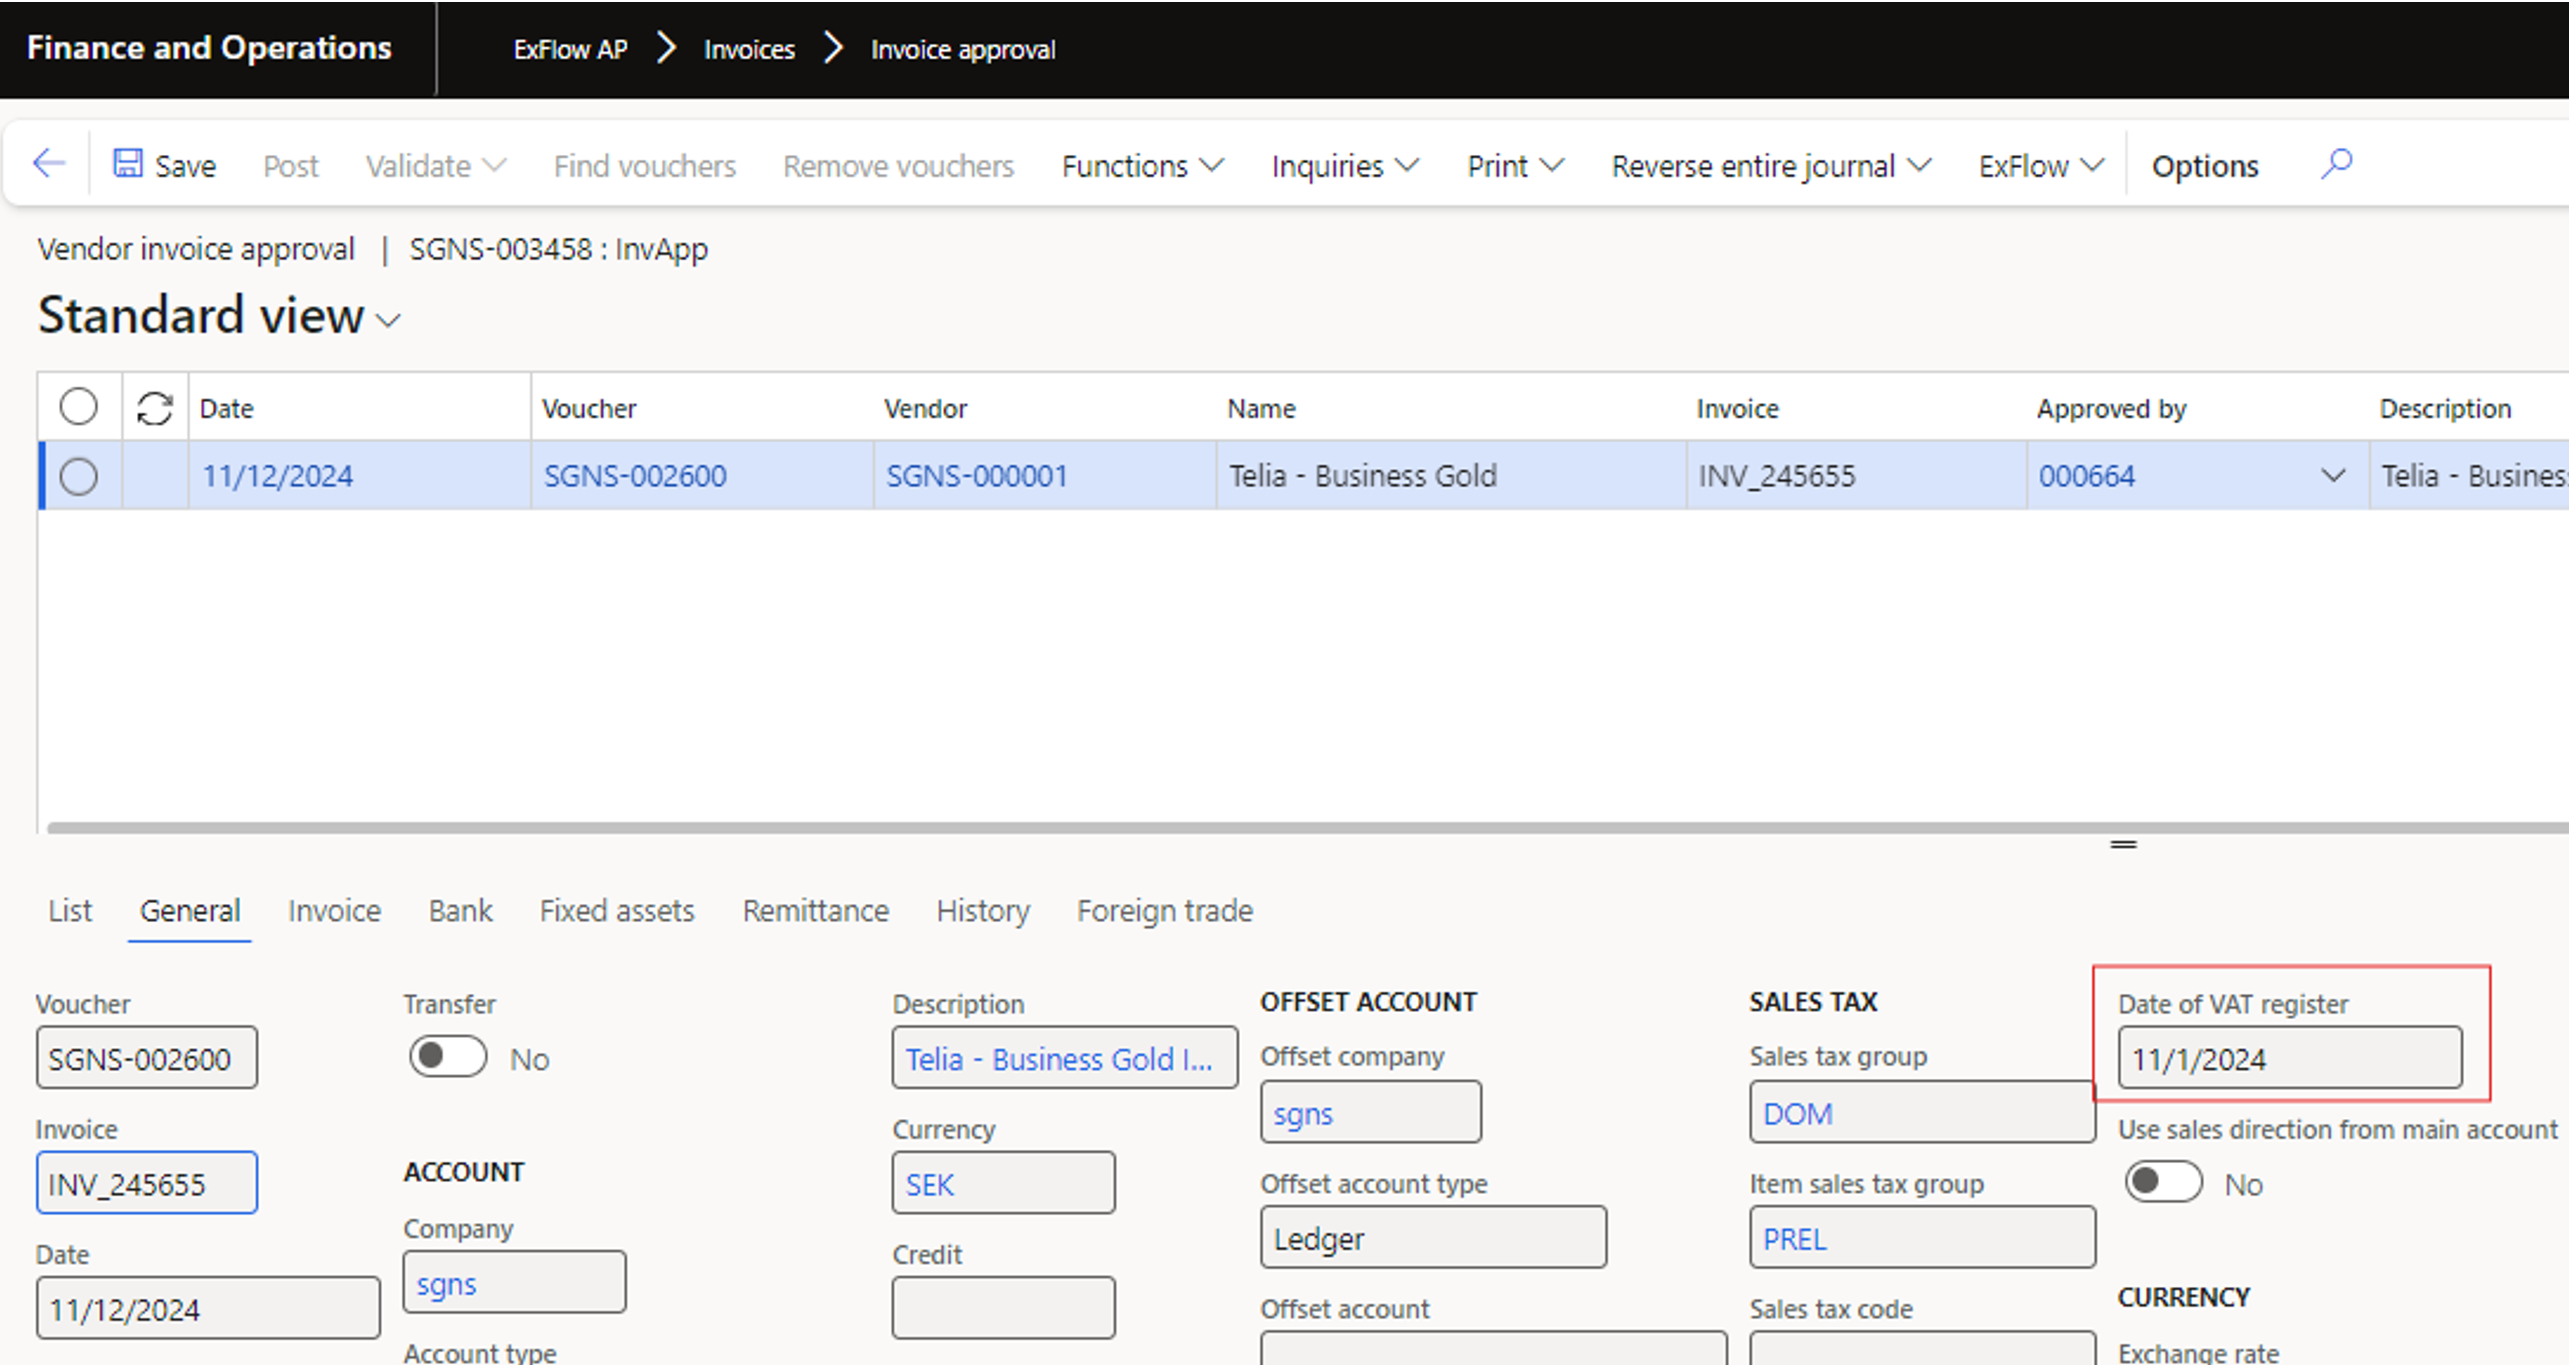 Finance and Operations
ExFlow AP > Invoices > Invoice approval
Save Post Validate Find vouchers Remove vouchers Functions Inquiries Print Reverse entire journal ExFlow Options
Vendor invoice approval | SGNS-003458 : InvApp
Standard view
Date Voucher Vendor Name Invoice Approved by Description
11/12/2024 SGNS-002600 SGNS-000001 Telia - Business Gold INV_245655 000664 Telia - Busines
List General Invoice Bank Fixed assets Remittance History Foreign trade
Voucher
SGNS-002600
Invoice
INV_245655
Date
11/12/2024
Transfer
No
ACCOUNT
Company
sgns
Account type
Description
Telia - Business Gold I...
Currency
SEK
Credit
OFFSET ACCOUNT
Offset company
sgns
Offset account type
Ledger
Offset account
SALES TAX
Sales tax group
DOM
Item sales tax group
PREL
Sales tax code
Date of VAT register
11/1/2024
Use sales direction from main account
No
CURRENCY
Exchange rate